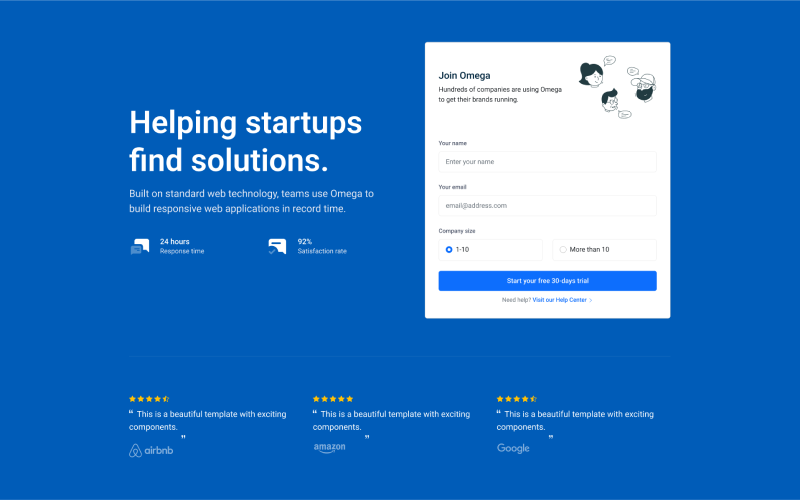 Helping startups
find solutions.
Built on standard web technology, teams use Omega to
build responsive web applications in record time.
24 hours
Response time
92%
Satisfaction rate
Join Omega
Hundreds of companies are using Omega
to get their brands running.
Your name
Enter your name
Your email
email@address.com
Company size
1-10
More than 10
Start your free 30-days trial
Need help? Visit our Help Center >
“ This is a beautiful template with exciting
components. ”
airbnb
“ This is a beautiful template with exciting
components. ”
amazon
“ This is a beautiful template with exciting
components. ”
Google